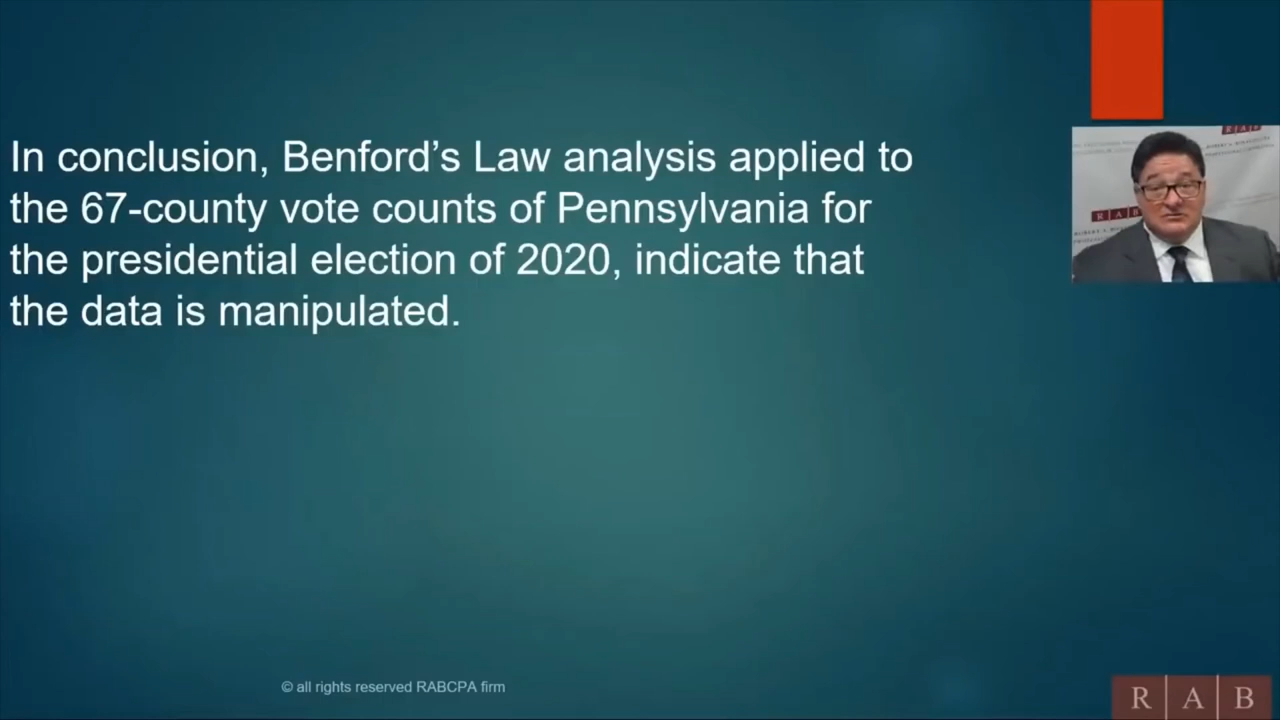 In conclusion, Benford’s Law analysis applied to
the 67-county vote counts of Pennsylvania for
the presidential election of 2020, indicate that
the data is manipulated.
R A B
R A B
© all rights reserved RABCPA firm
R A B